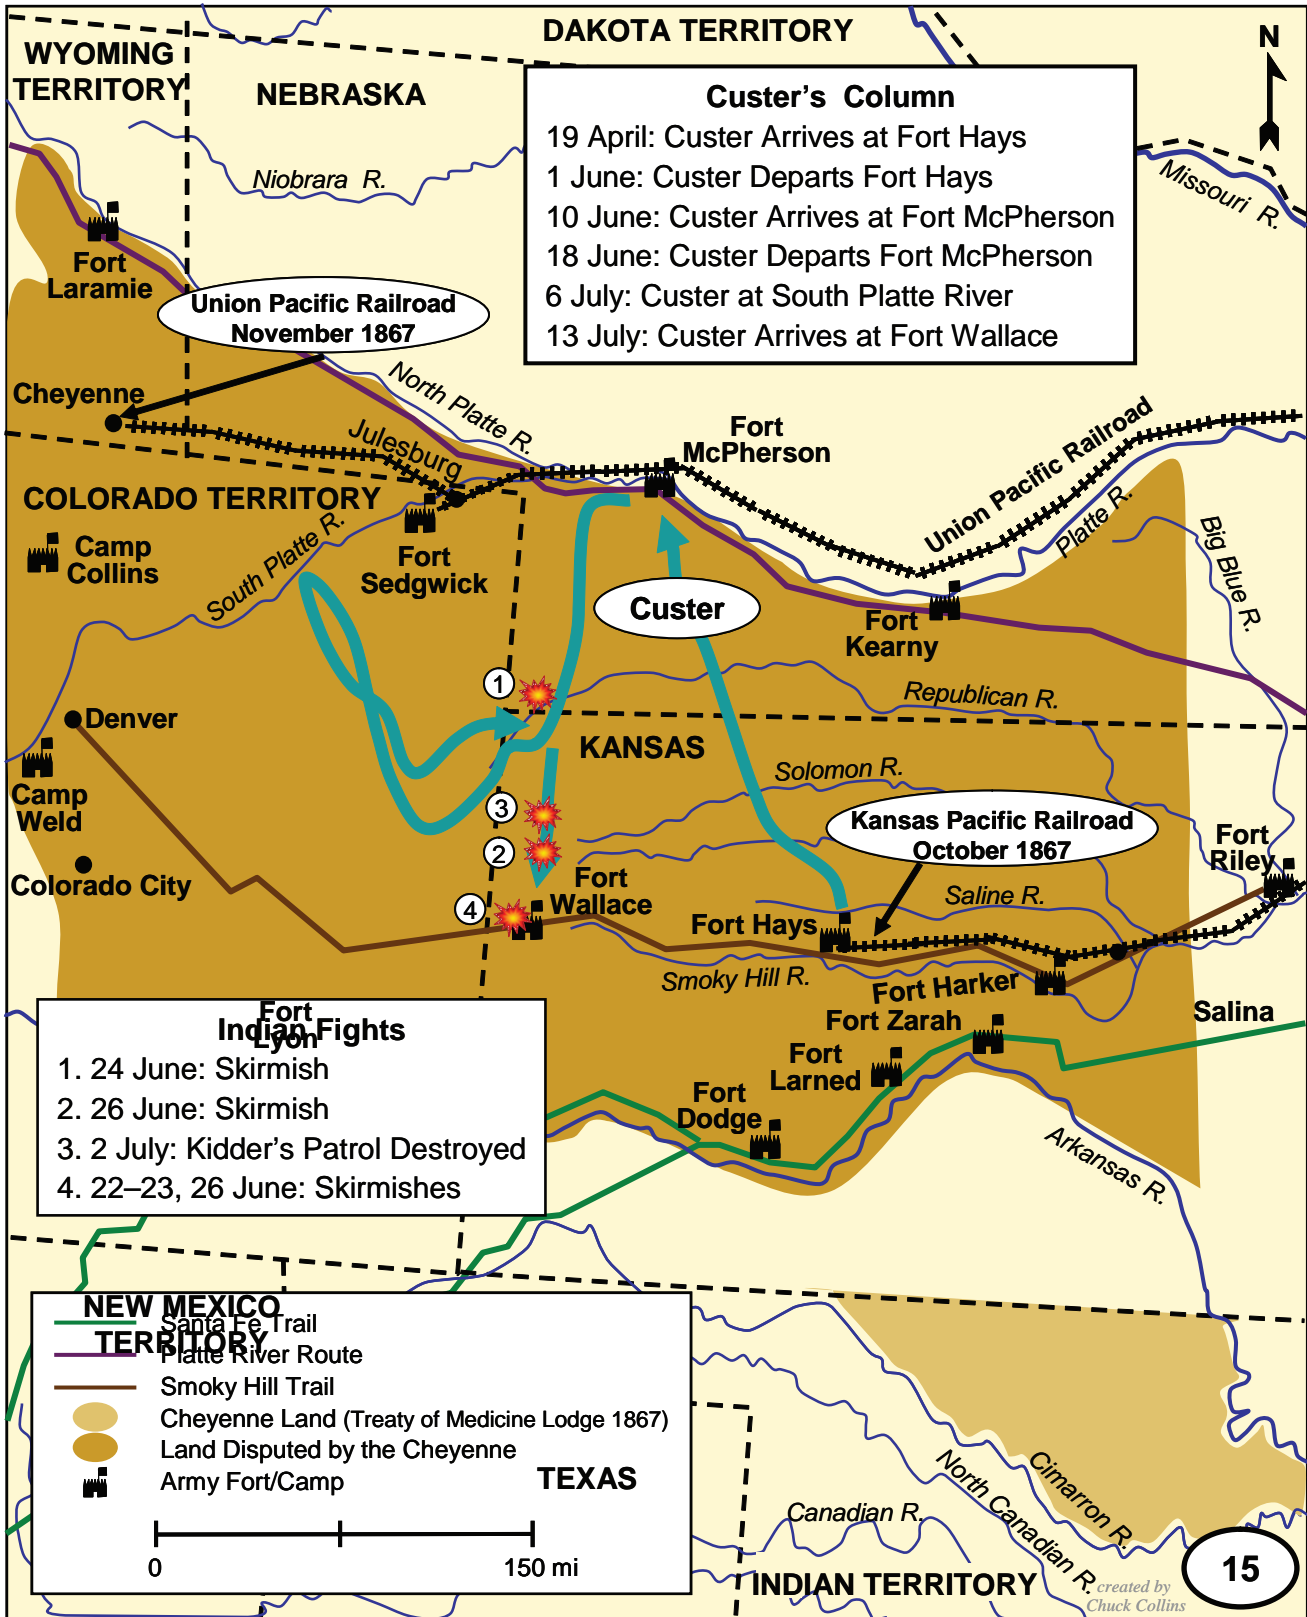 DAKOTA TERRITORY
WYOMING
TERRITORY
NEBRASKA
N
Custer's Column
19 April: Custer Arrives at Fort Hays
1 June: Custer Departs Fort Hays
10 June: Custer Arrives at Fort McPherson
18 June: Custer Departs Fort McPherson
6 July: Custer at South Platte River
13 July: Custer Arrives at Fort Wallace
Niobrara R.
Missouri R.
Fort
Laramie
Union Pacific Railroad
November 1867
Cheyenne
North Platte R.
Julesburg
Fort
McPherson
Union Pacific Railroad
Platte R.
Big Blue R.
COLORADO TERRITORY
Camp
Collins
South Platte R.
Fort
Sedgwick
Custer
Fort
Kearny
1
Republican R.
Denver
KANSAS
Solomon R.
Camp
Weld
3
2
Kansas Pacific Railroad
October 1867
Fort
Riley
Colorado City
Fort
Wallace
4
Saline R.
Fort Hays
Smoky Hill R.
Fort Harker
Salina
Fort Zarah
Fort
Larned
Fort
Dodge
Arkansas R.
Fort
Lyon
Indian Fights
1. 24 June: Skirmish
2. 26 June: Skirmish
3. 2 July: Kidder's Patrol Destroyed
4. 22–23, 26 June: Skirmishes
NEW MEXICO
TERRITORY
Santa Fe Trail
Platte River Route
Smoky Hill Trail
Cheyenne Land (Treaty of Medicine Lodge 1867)
Land Disputed by the Cheyenne
Army Fort/Camp
TEXAS
0
150 mi
Canadian R.
North Canadian R.
Cimarron R.
INDIAN TERRITORY
created by
Chuck Collins
15